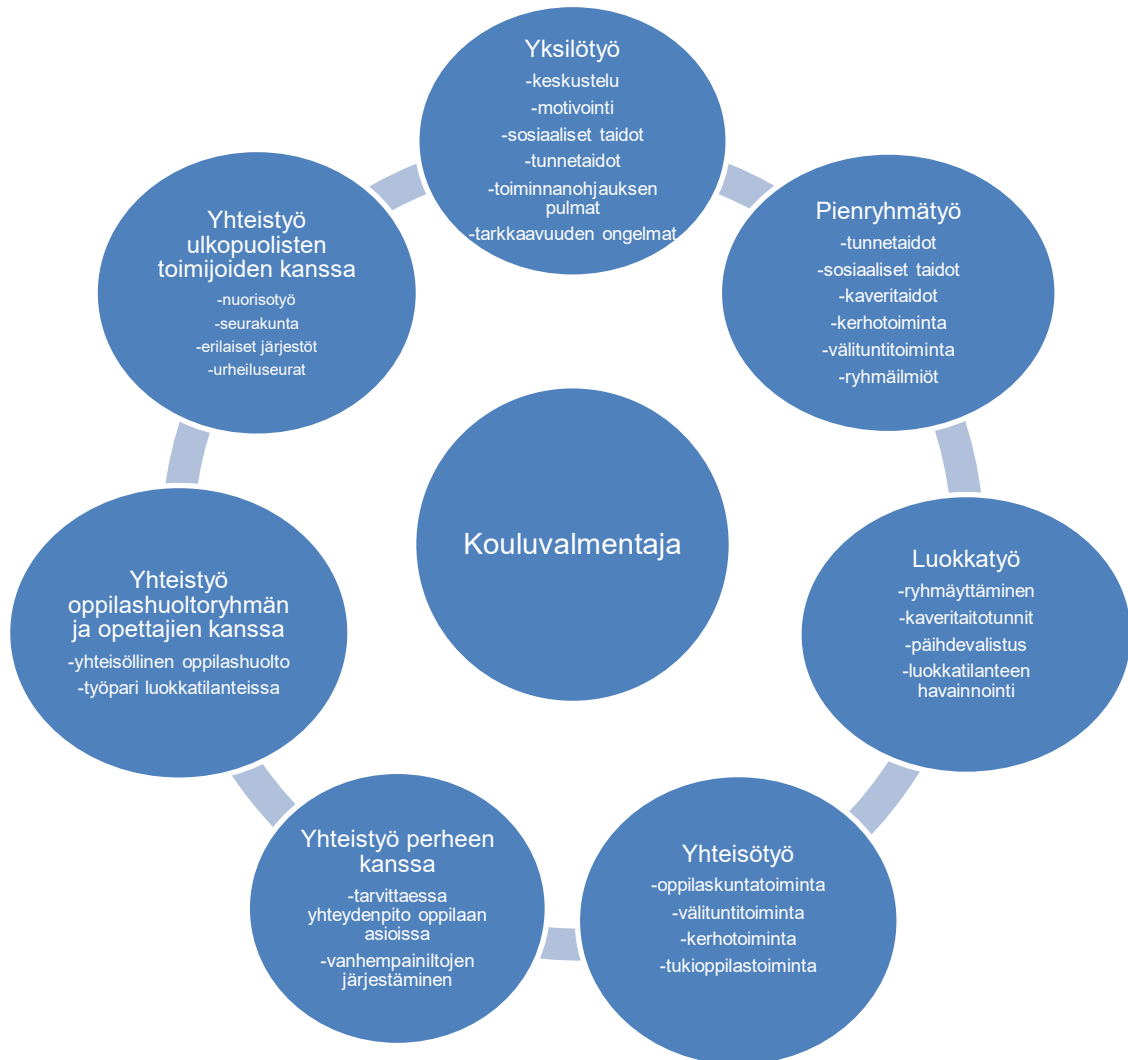 Yksilötyö
-keskustelu
-motivointi
-sosiaaliset taidot
-tunnetaidot
-toiminnanohjauksen
pulmat
-tarkkaavuuden ongelmat
Pienryhmätyö
-tunnetaidot
-sosiaaliset taidot
-kaveritaidot
-kerhotoiminta
-välituntitoiminta
-ryhmäilmiöt
Luokkatyö
-ryhmäyttäminen
-kaveritaitotunnit
-päihdevalistus
-luokkatilanteen
havainnointi
Yhteisötyö
-oppilaskuntatoiminta
-välituntitoiminta
-kerhotoiminta
-tukioppilastoiminta
Yhteistyö perheen
kanssa
-tarvittaessa
yhteydenpito oppilaan
asioissa
-vanhempainiltojen
järjestäminen
Yhteistyö
oppilashuoltoryhmän
ja opettajien kanssa
-yhteisöllinen oppilashuolto
-työpari luokkatilanteissa
Yhteistyö
ulkopuolisten
toimijoiden kanssa
-nuorisotyö
-seurakunta
-erilaiset järjestöt
-urheiluseurat
Kouluvalmentaja